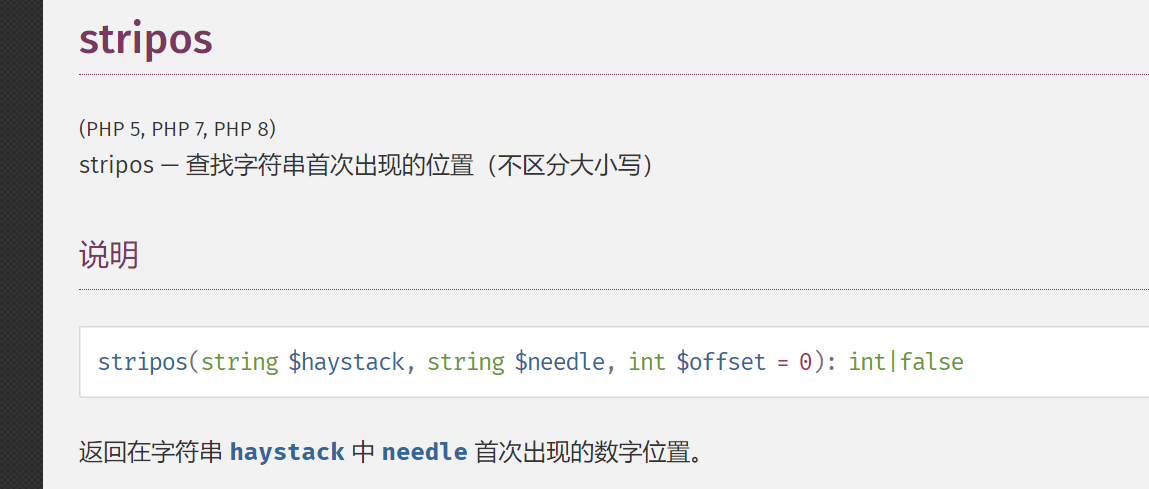 stripos
(PHP 5, PHP 7, PHP 8)
stripos — 查找字符串首次出现的位置（不区分大小写）
说明
stripos(string $haystack, string $needle, int $offset = 0): int|false
返回在字符串 haystack 中 needle 首次出现的数字位置。